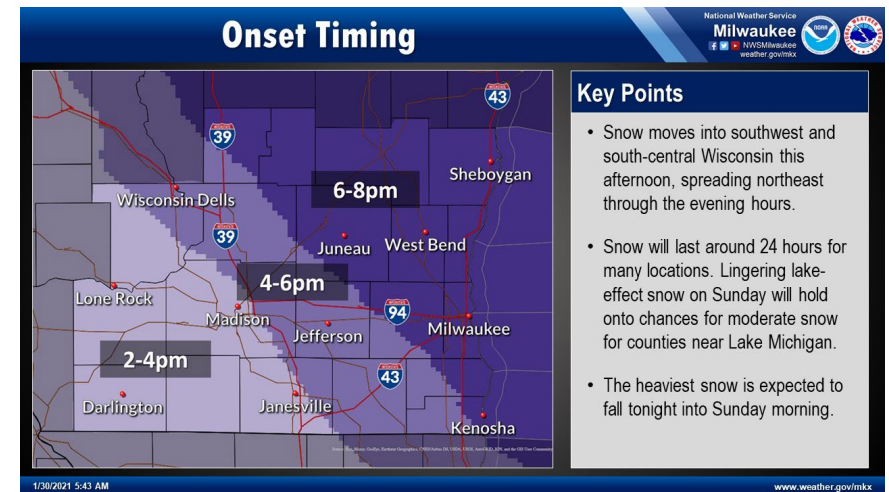 Onset Timing
National Weather Service
Milwaukee
NWSMilwaukee
weather.gov/mkx
NOAA
43
39
Sheboygan
6-8pm
Wisconsin Dells
39
Juneau
West Bend
4-6pm
Lone Rock
Madison
94
Milwaukee
Jefferson
2-4pm
43
Darlington
Janesville
Kenosha
Key Points
• Snow moves into southwest and
south-central Wisconsin this
afternoon, spreading northeast
through the evening hours.
• Snow will last around 24 hours for
many locations. Lingering lake-
effect snow on Sunday will hold
onto chances for moderate snow
for counties near Lake Michigan.
• The heaviest snow is expected to
fall tonight into Sunday morning.
1/30/2021 5:43 AM
www.weather.gov/mkx